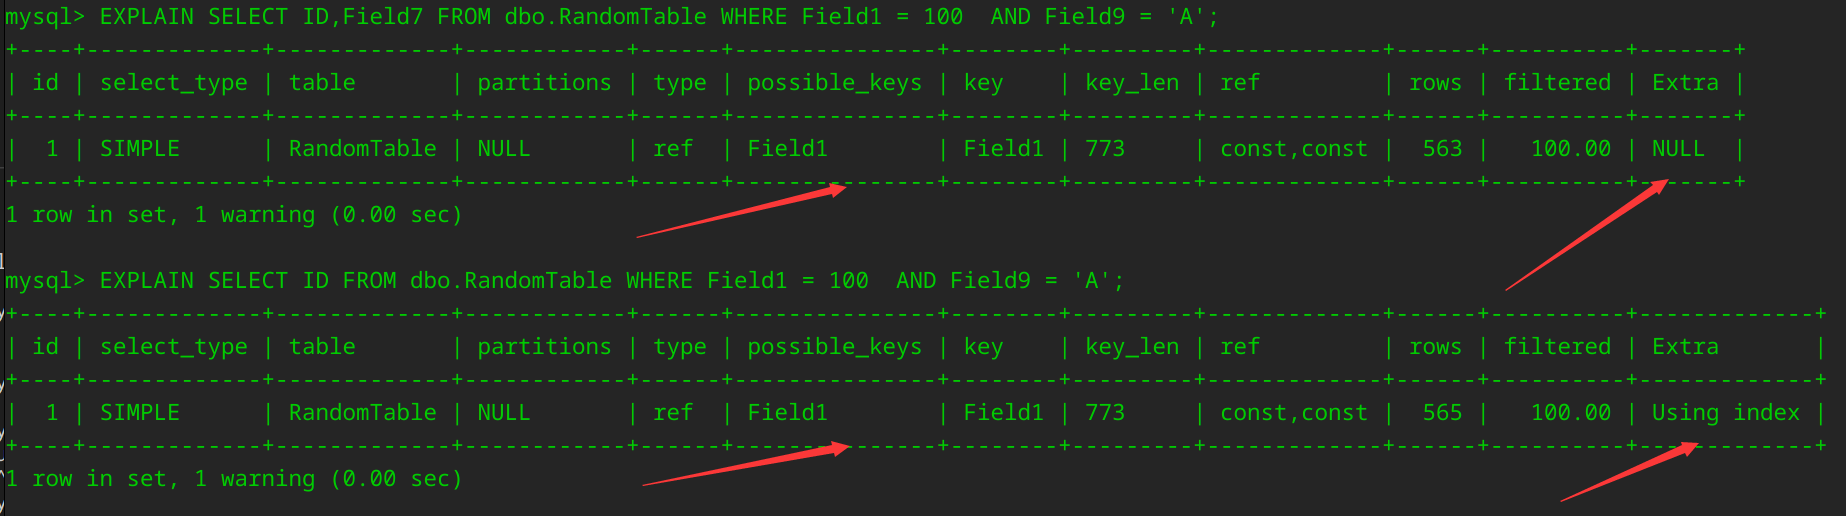 mysql> EXPLAIN SELECT ID,Field7 FROM dbo.RandomTable WHERE Field1 = 100  AND Field9 = 'A';
+----+-------------+-------------+------------+------+---------------+--------+---------+-------------+------+----------+-------+
| id | select_type | table       | partitions | type | possible_keys | key    | key_len | ref         | rows | filtered | Extra |
+----+-------------+-------------+------------+------+---------------+--------+---------+-------------+------+----------+-------+
|  1 | SIMPLE      | RandomTable | NULL       | ref  | Field1        | Field1 | 773     | const,const |  563 |   100.00 | NULL  |
+----+-------------+-------------+------------+------+---------------+--------+---------+-------------+------+----------+-------+
1 row in set, 1 warning (0.00 sec)
mysql> EXPLAIN SELECT ID FROM dbo.RandomTable WHERE Field1 = 100  AND Field9 = 'A';
+----+-------------+-------------+------------+------+---------------+--------+---------+-------------+------+----------+-------------+
| id | select_type | table       | partitions | type | possible_keys | key    | key_len | ref         | rows | filtered | Extra       |
+----+-------------+-------------+------------+------+---------------+--------+---------+-------------+------+----------+-------------+
|  1 | SIMPLE      | RandomTable | NULL       | ref  | Field1        | Field1 | 773     | const,const |  565 |   100.00 | Using index |
+----+-------------+-------------+------------+------+---------------+--------+---------+-------------+------+----------+-------------+
1 row in set, 1 warning (0.00 sec)